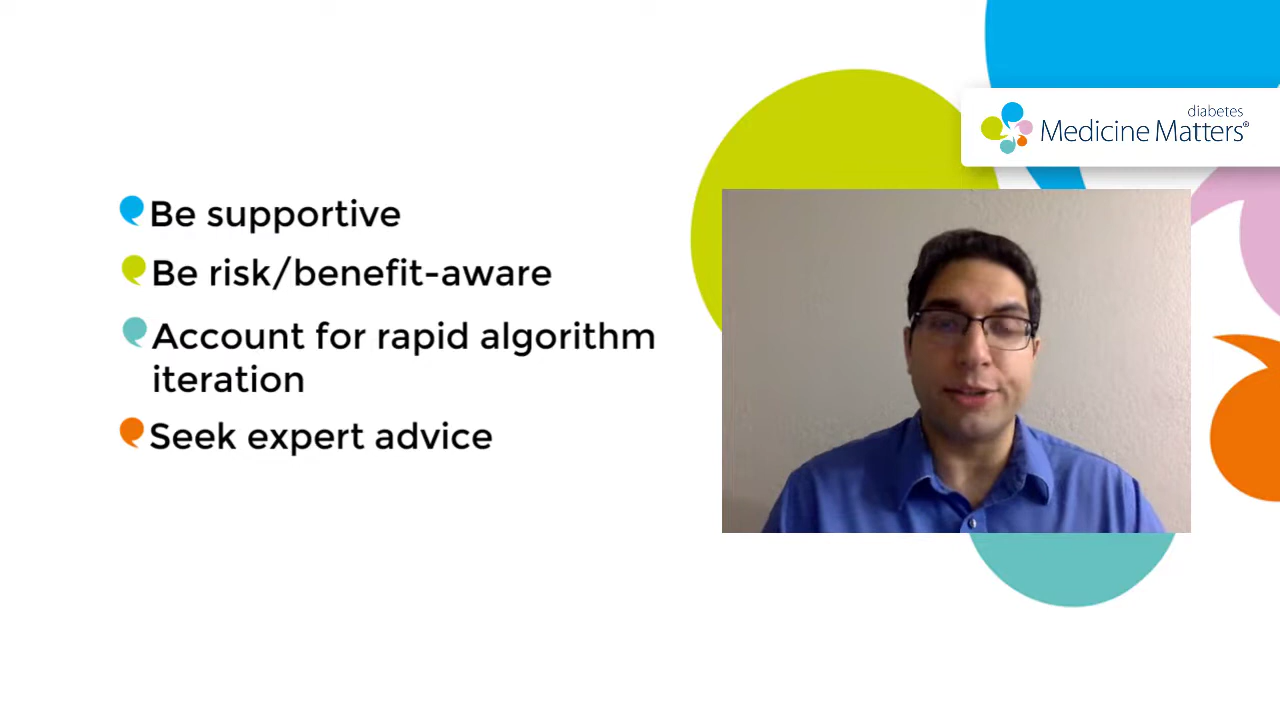 diabetes
Medicine Matters®
Be supportive
Be risk/benefit-aware
Account for rapid algorithm
iteration
Seek expert advice